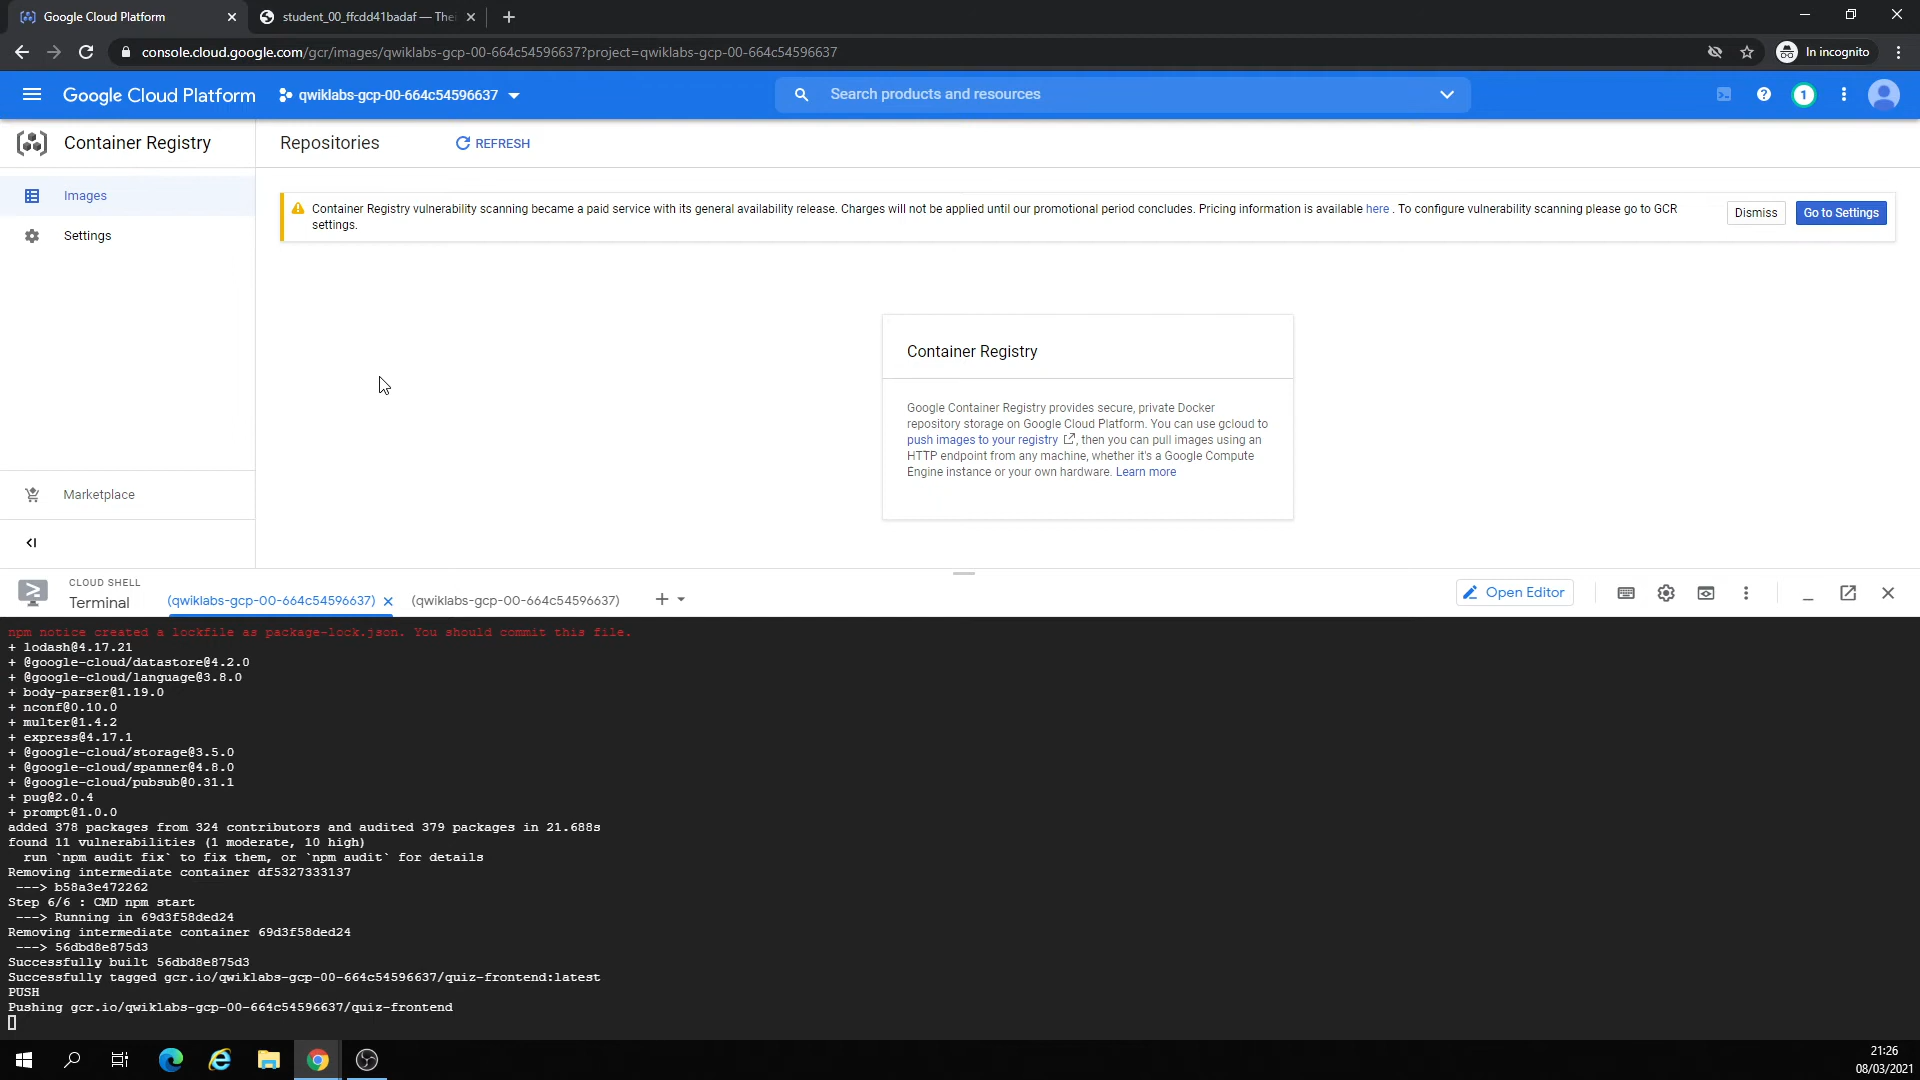 Google Cloud Platform
student_00_ffcdd41badaf — Thei
console.cloud.google.com/gcr/images/qwiklabs-gcp-00-664c54596637?project=qwiklabs-gcp-00-664c54596637
In incognito
Google Cloud Platform
qwiklabs-gcp-00-664c54596637
Search products and resources
1
Container Registry
Repositories
REFRESH
Images
Settings
Container Registry vulnerability scanning became a paid service with its general availability release. Charges will not be applied until our promotional period concludes. Pricing information is available here . To configure vulnerability scanning please go to GCR
settings.
Dismiss
Go to Settings
Container Registry
Google Container Registry provides secure, private Docker
repository storage on Google Cloud Platform. You can use gcloud to
push images to your registry , then you can pull images using an
HTTP endpoint from any machine, whether it's a Google Compute
Engine instance or your own hardware. Learn more
Marketplace
CLOUD SHELL
Terminal
(qwiklabs-gcp-00-664c54596637)
(qwiklabs-gcp-00-664c54596637)
Open Editor
npm notice created a lockfile as package-lock.json. You should commit this file.
+ lodash@4.17.21
+ @google-cloud/datastore@4.2.0
+ @google-cloud/language@3.8.0
+ body-parser@1.19.0
+ nconf@0.10.0
+ multer@1.4.2
+ express@4.17.1
+ @google-cloud/storage@3.5.0
+ @google-cloud/spanner@4.8.0
+ @google-cloud/pubsub@0.31.1
+ pug@2.0.4
+ prompt@1.0.0
added 378 packages from 324 contributors and audited 379 packages in 21.688s
found 11 vulnerabilities (1 moderate, 10 high)
run `npm audit fix` to fix them, or `npm audit` for details
Removing intermediate container df5327333137
---> b58a3e472262
Step 6/6 : CMD npm start
---> Running in 69d3f58ded24
Removing intermediate container 69d3f58ded24
---> 56dbd8e875d3
Successfully built 56dbd8e875d3
Successfully tagged gcr.io/qwiklabs-gcp-00-664c54596637/quiz-frontend:latest
PUSH
Pushing gcr.io/qwiklabs-gcp-00-664c54596637/quiz-frontend
21:26
08/03/2021